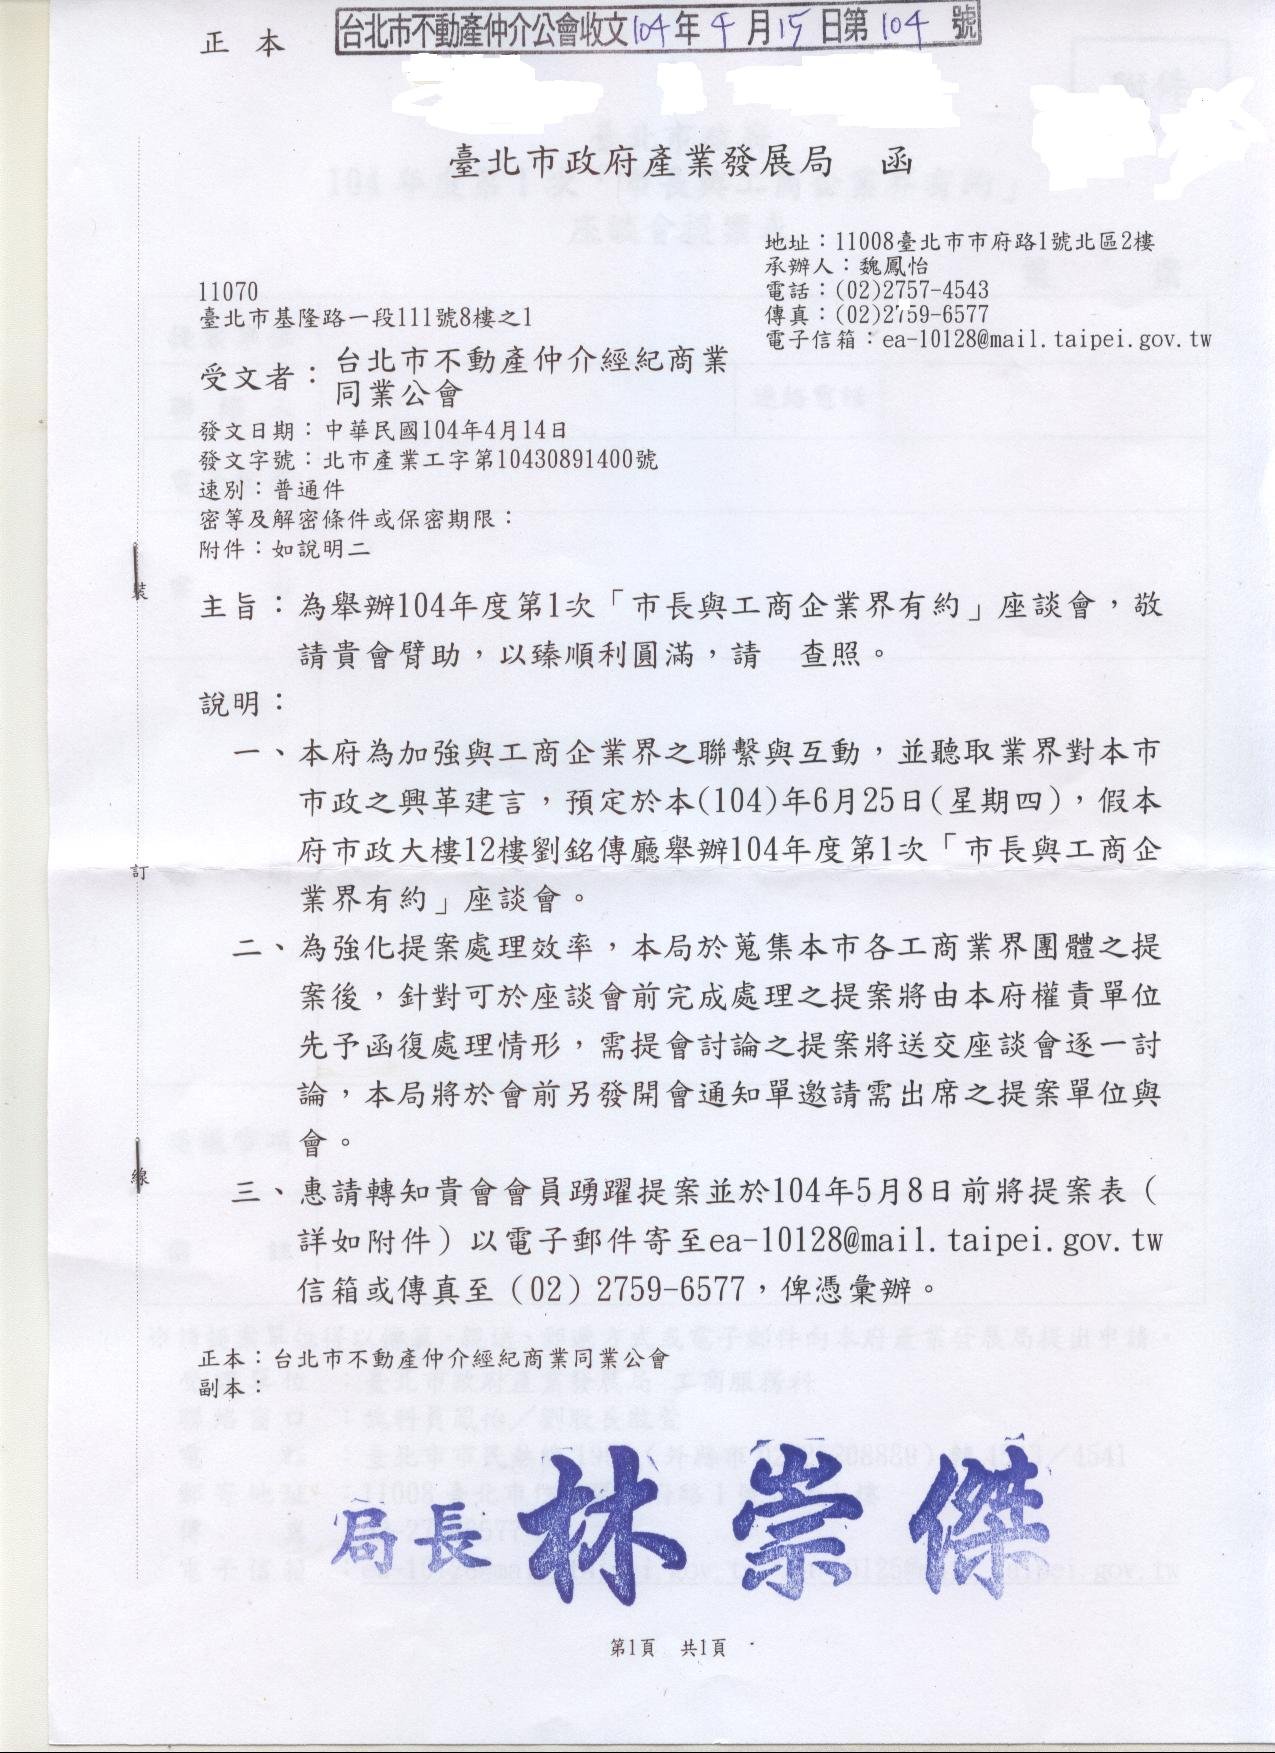 正本
台北市不動產仲介公會收文104年4月15日第104號
臺北市政府產業發展局 函
地址：11008臺北市市府路1號北區2樓
承辦人：魏鳳怡
電話：(02)2757-4543
傳真：(02)2759-6577
電子信箱：ea-10128@mail.taipei.gov.tw
11070
臺北市基隆路一段111號8樓之1
受文者：台北市不動產仲介經紀商業
同業公會
發文日期：中華民國104年4月14日
發文字號：北市產業工字第10430891400號
速別：普通件
密等及解密條件或保密期限：
附件：如說明二
主旨：為舉辦104年度第1次「市長與工商企業界有約」座談會，敬
請貴會臂助，以臻順利圓滿，請 查照。
說明：
一、本府為加強與工商企業界之聯繫與互動，並聽取業界對本市
市政之興革建言，預定於本(104)年6月25日(星期四)，假本
府市政大樓12樓劉銘傳廳舉辦104年度第1次「市長與工商企
業界有約」座談會。
二、為強化提案處理效率，本局於蒐集本市各工商業界團體之提
案後，針對可於座談會前完成處理之提案將由本府權責單位
先予函復處理情形，需提會討論之提案將送交座談會逐一討
論，本局將於會前另發開會通知單邀請需出席之提案單位與
會。
三、惠請轉知貴會會員踴躍提案並於104年5月8日前將提案表（
詳如附件）以電子郵件寄至ea-10128@mail.taipei.gov.tw
信箱或傳真至（02）2759-6577，俾憑彙辦。
正本：台北市不動產仲介經紀商業同業公會
副本：
局長 林崇傑
第1頁 共1頁
裝
訂
線